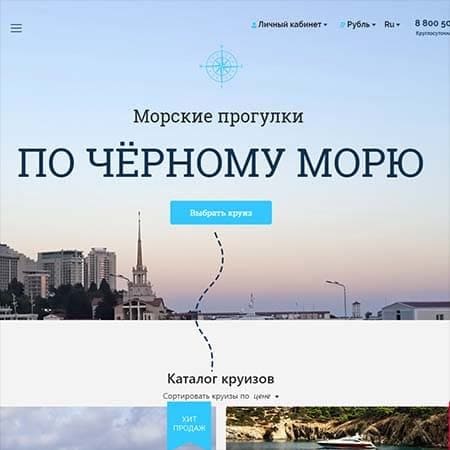 Личный кабинет
Рубль
Ru
8 800 50
Круглосуточн
Морские прогулки
ПО ЧЁРНОМУ МОРЮ
Выбрать круиз
Каталог круизов
Сортировать круизы по цене
ХИТ
ПРОДАЖ